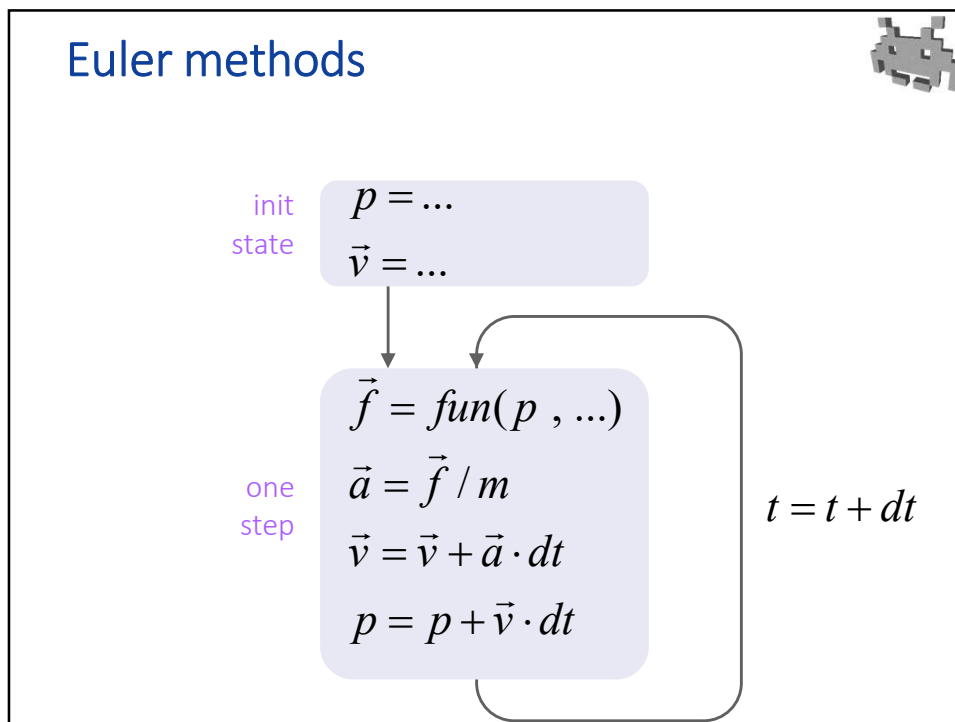 Euler methods
init
state
p = ...
v⃗ = ...
f⃗ = fun(p , ...)
a⃗ = f⃗ / m
v⃗ = v⃗ + a⃗ · dt
p = p + v⃗ · dt
one
step
t = t + dt